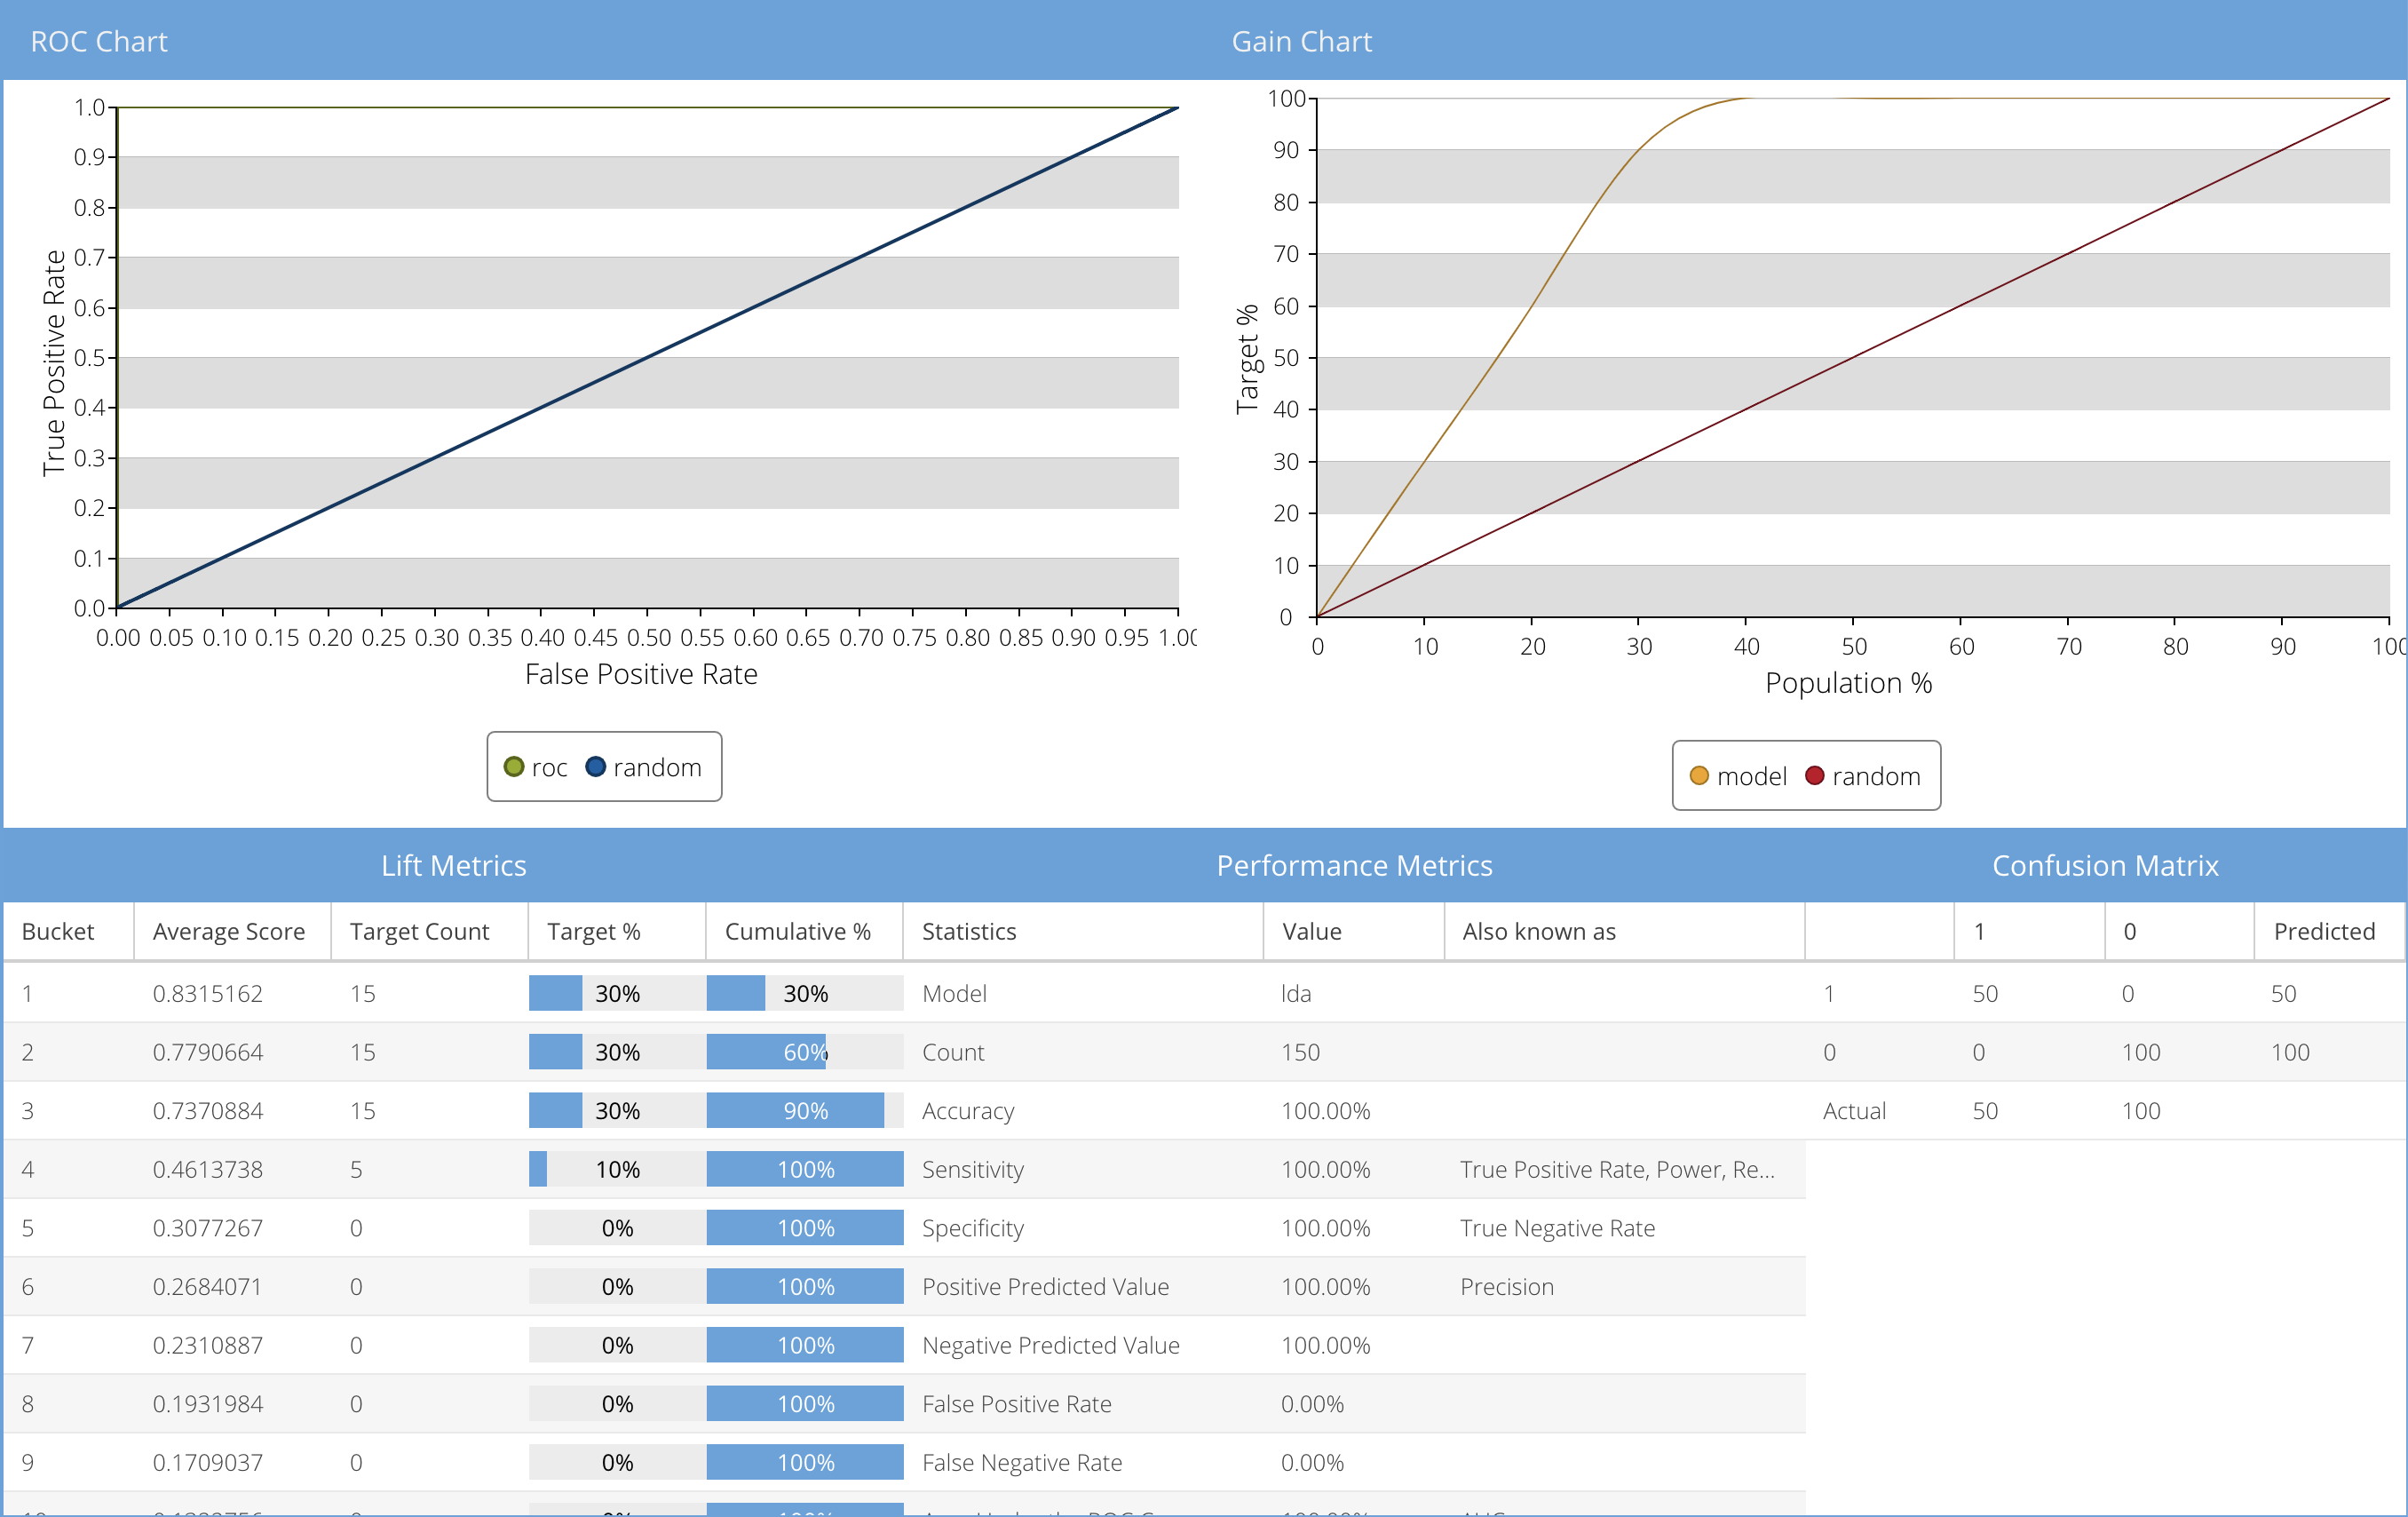 ROC Chart
Gain Chart
True Positive Rate
1.0
0.9
0.8
0.7
0.6
0.5
0.4
0.3
0.2
0.1
0.0
0.00 0.05 0.10 0.15 0.20 0.25 0.30 0.35 0.40 0.45 0.50 0.55 0.60 0.65 0.70 0.75 0.80 0.85 0.90 0.95 1.00
False Positive Rate
roc random
Target %
100
90
80
70
60
50
40
30
20
10
0
0 10 20 30 40 50 60 70 80 90 100
Population %
model random
Lift Metrics
Performance Metrics
Confusion Matrix
Bucket Average Score Target Count Target % Cumulative % Statistics Value Also known as 1 0 Predicted
1 0.8315162 15 30% 30% Model lda 1 50 0 50
2 0.7790664 15 30% 60% Count 150 0 0 100 100
3 0.7370884 15 30% 90% Accuracy 100.00% Actual 50 100
4 0.4613738 5 10% 100% Sensitivity 100.00% True Positive Rate, Power, Re...
5 0.3077267 0 0% 100% Specificity 100.00% True Negative Rate
6 0.2684071 0 0% 100% Positive Predicted Value 100.00% Precision
7 0.2310887 0 0% 100% Negative Predicted Value 100.00%
8 0.1931984 0 0% 100% False Positive Rate 0.00%
9 0.1709037 0 0% 100% False Negative Rate 0.00%